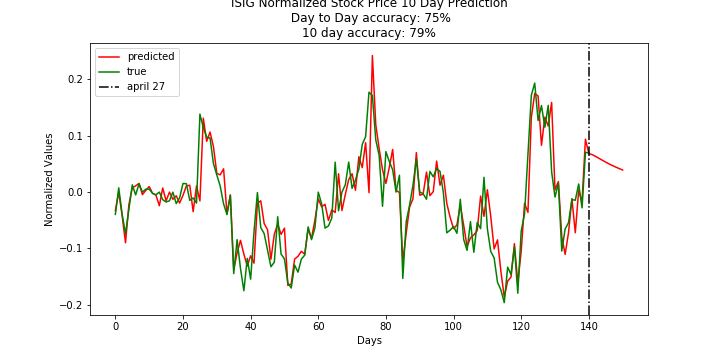 ISIG Normalized Stock Price 10 Day Prediction
Day to Day accuracy: 75%
10 day accuracy: 79%
predicted
true
april 27
Normalized Values
0.2
0.1
0.0
−0.1
−0.2
0 20 40 60 80 100 120 140
Days